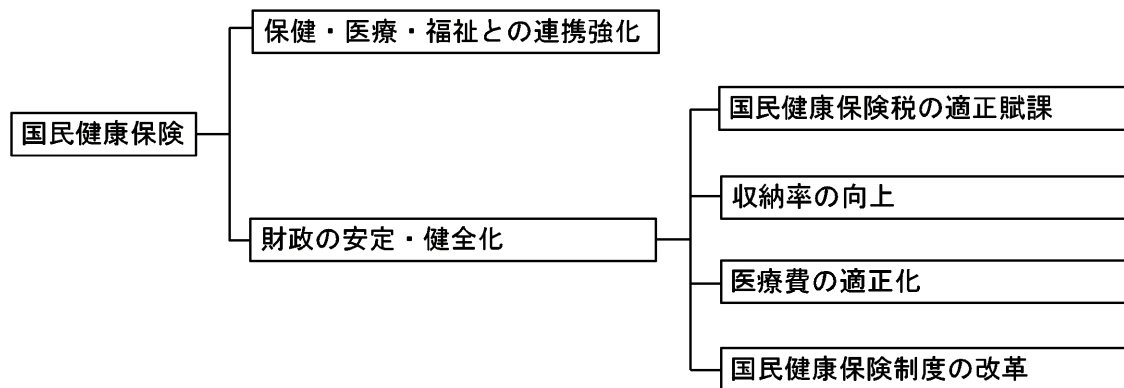 保健・医療・福祉との連携強化
国民健康保険
財政の安定・健全化
国民健康保険税の適正賦課
収納率の向上
医療費の適正化
国民健康保険制度の改革